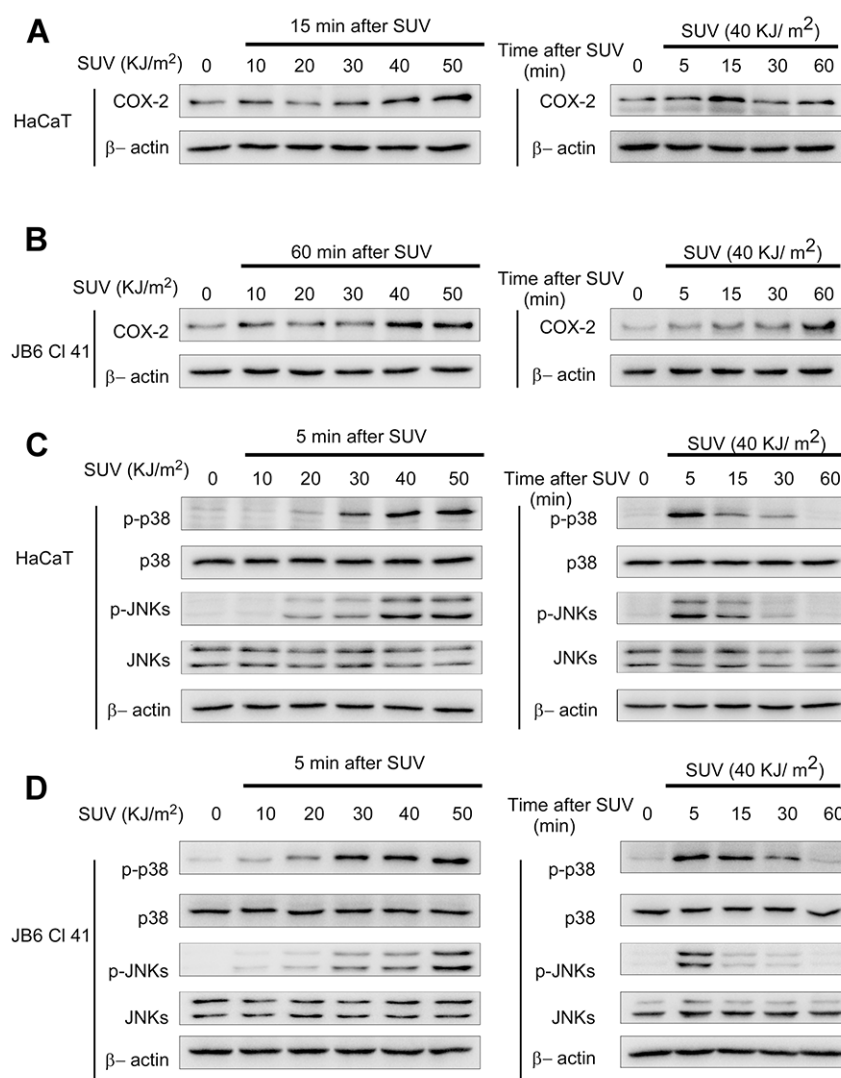 A
15 min after SUV
SUV (KJ/m²) 0 10 20 30 40 50
HaCaT
COX-2
β– actin
SUV (40 KJ/ m²)
Time after SUV
(min) 0 5 15 30 60
COX-2
β– actin
B
60 min after SUV
SUV (KJ/m²) 0 10 20 30 40 50
JB6 Cl 41
COX-2
β– actin
SUV (40 KJ/ m²)
Time after SUV
(min) 0 5 15 30 60
COX-2
β– actin
C
5 min after SUV
SUV (KJ/m²) 0 10 20 30 40 50
HaCaT
p-p38
p38
p-JNKs
JNKs
β– actin
SUV (40 KJ/ m²)
Time after SUV 0 5 15 30 60
(min)
p-p38
p38
p-JNKs
JNKs
β– actin
D
5 min after SUV
SUV (KJ/m²) 0 10 20 30 40 50
JB6 Cl 41
p-p38
p38
p-JNKs
JNKs
β– actin
SUV (40 KJ/ m²)
Time after SUV 0 5 15 30 60
(min)
p-p38
p38
p-JNKs
JNKs
β– actin